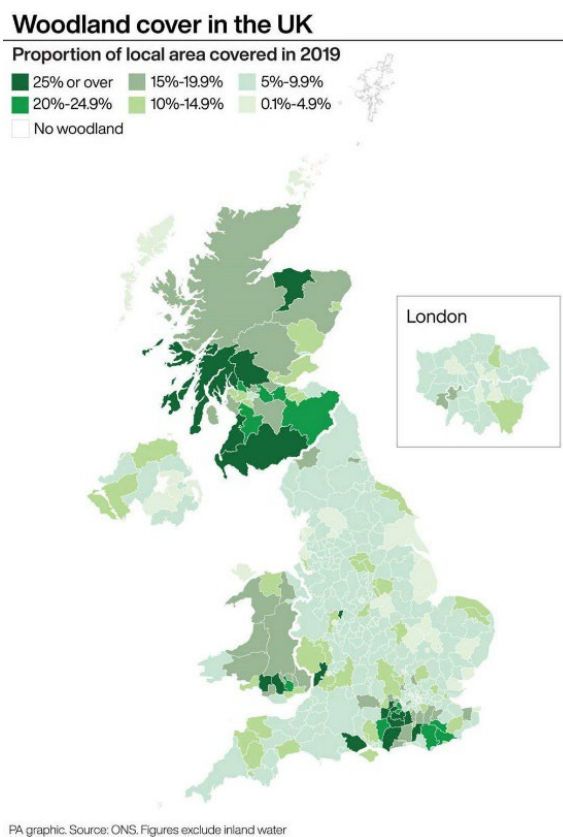 Woodland cover in the UK
Proportion of local area covered in 2019
25% or over 15%-19.9% 5%-9.9%
20%-24.9% 10%-14.9% 0.1%-4.9%
No woodland
London
PA graphic. Source: ONS. Figures exclude inland water